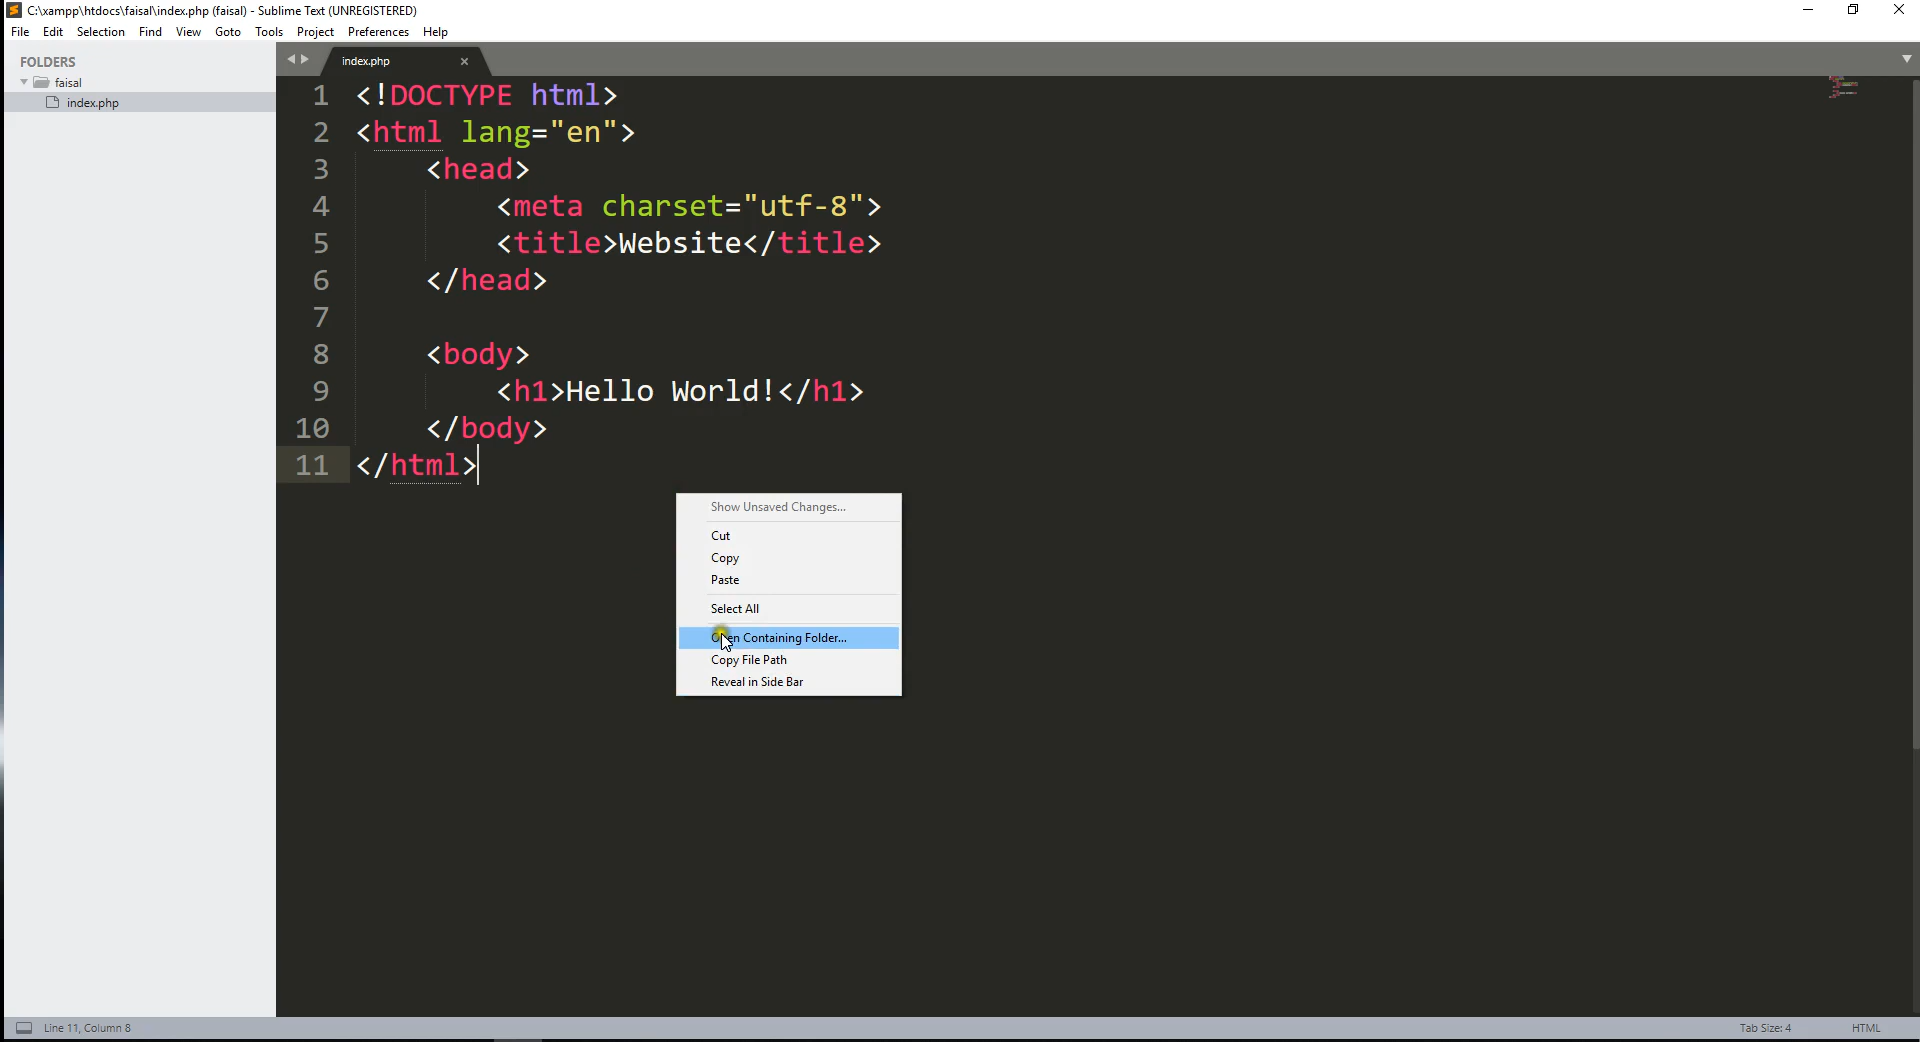 C:\xampp\htdocs\faisal\index.php (faisal) - Sublime Text (UNREGISTERED)
File Edit Selection Find View Goto Tools Project Preferences Help
FOLDERS
faisal
index.php
index.php
1 <!DOCTYPE html>
2 <html lang="en">
3 <head>
4 <meta charset="utf-8">
5 <title>Website</title>
6 </head>
7
8 <body>
9 <h1>Hello World!</h1>
10 </body>
11 </html>
Show Unsaved Changes...
Cut
Copy
Paste
Select All
Open Containing Folder...
Copy File Path
Reveal in Side Bar
Line 11, Column 8
Tab Size: 4
HTML